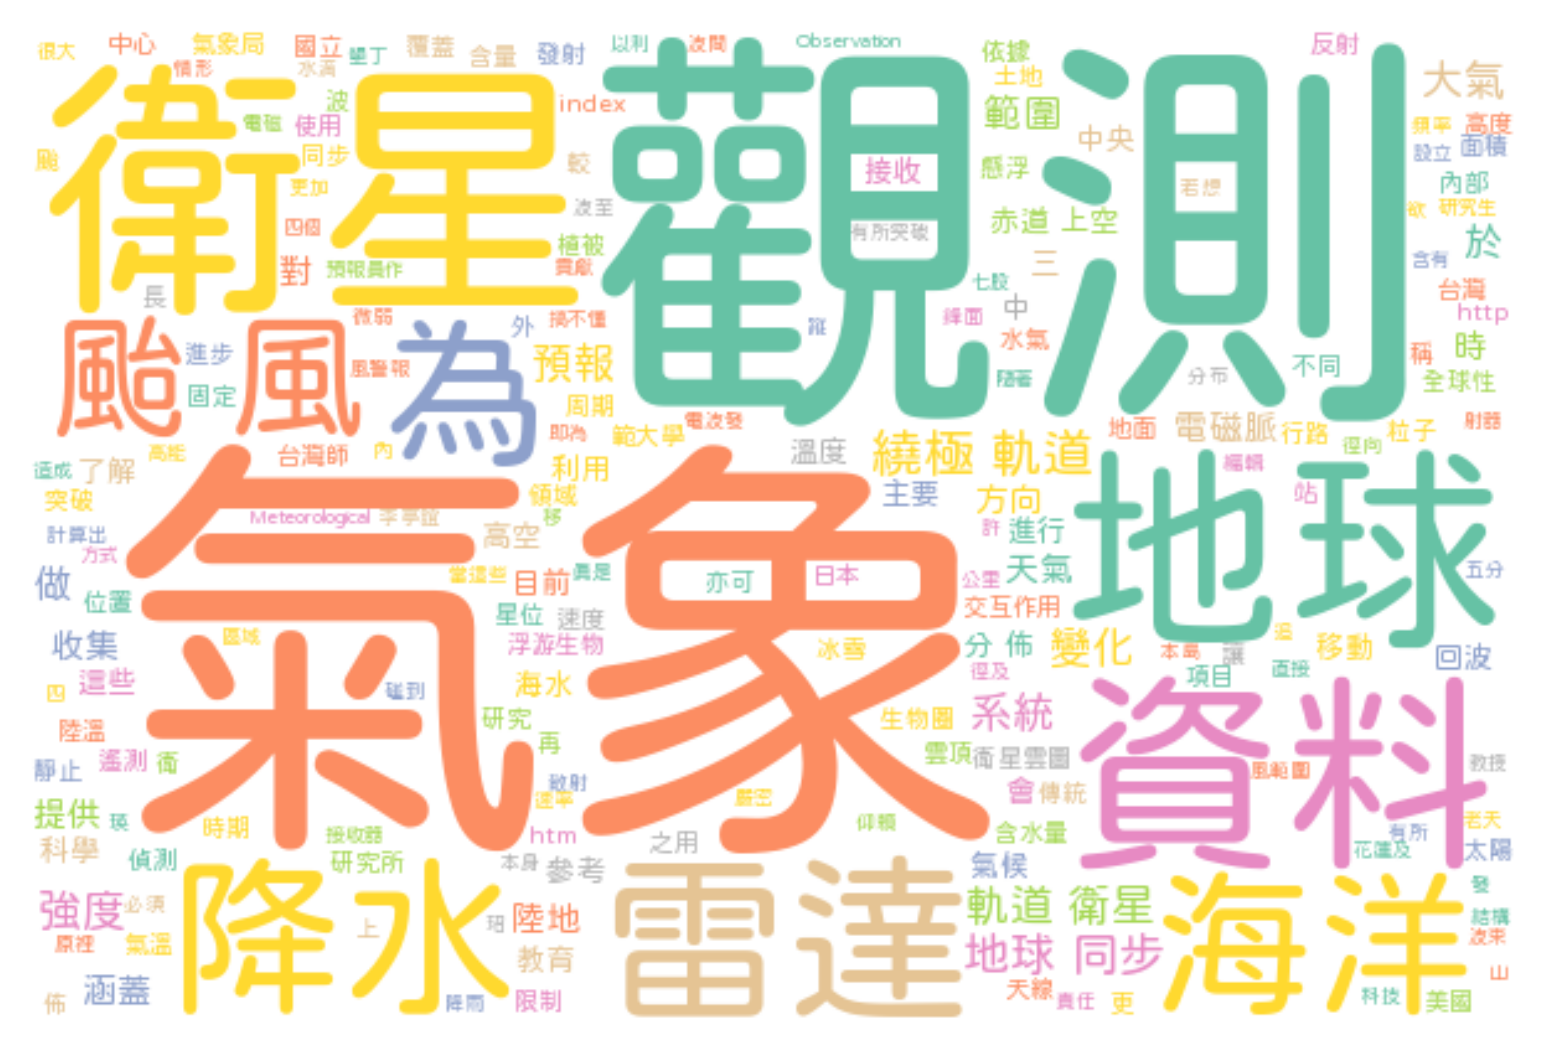 很大
中心
氣象局
國立
墾丁
覆蓋
含量
發射
以利
波間
Observation
依據
反射
情形
水滴
土地
大氣
衛星
觀測
波
index
範圍
電磁
使用
中央
頻率
高度
設立
面積
颱
同步
較
接收
懸浮
若想
內部
更加
波至
赤道 上空
欲
研究生
四個
植被
有所突破
於
對
預報員作
貢獻
三
含有
長
七股
台灣
中
http
颱風
為
微弱
外
搞不懂
鋒面
水氣
稱
時
進步
風警報
預報
不同
固定
隨著
分布
全球性
周期
電波發
地面
電磁脈
行路
粒子
射器
即為
範大學
徑向
高能
台灣師
內
溫度
繞極 軌道
造成
了解
利用
編輯
突破
領域
主要
方向
站
氣象
地球
Meteorological
移
計算出
高空
許
進行
方式
當這些
目前
真是
亦可
日本
公里
天氣
五分
做
位置
星位
速度
交互作用
區域
收集
浮游生物
冰雪
分 佈
變化
本島
讓
移動
回波
這些
碰到
海水
徑及
項目
直接
四
資料
陸溫
研究
生物圈
系統
再
遙測
衛
雲頂
衛星雲圖
靜止
散射
風範圍
教授
速率
嚴密
會
傳統
提供
時期
接收器
htm
仰賴
含水量
有所
老天
科學
偵測
研究所
本身
參考
之用
氣候
花蓮及
太陽
降水
雷達
海洋
強度
必須
上
陸地
軌道 衛星
發
結構
原裡
氣溫
教育
地球 同步
波束
山
佈
涵蓋
降雨
限制
天線
責任
更
科技
美國